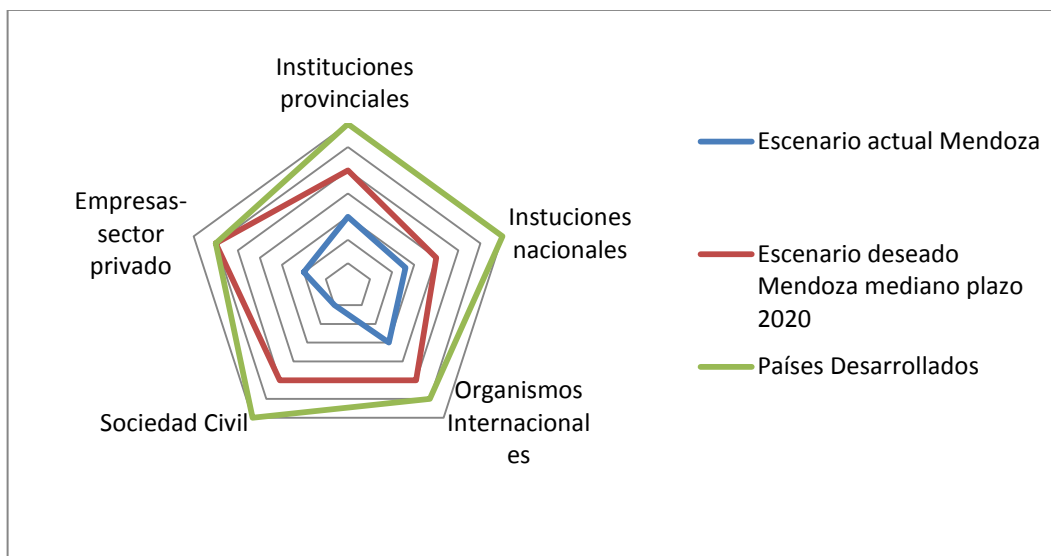 Instituciones
provinciales
Instuciones
nacionales
Organismos
Internacional
es
Sociedad Civil
Empresas-
sector
privado
Escenario actual Mendoza
Escenario deseado
Mendoza mediano plazo
2020
Países Desarrollados